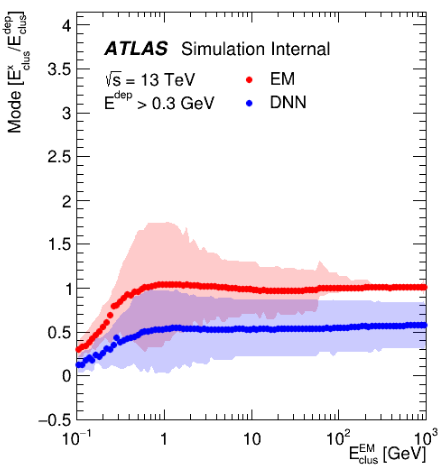 Mode [E^x_clus/E^dep_clus]
ATLAS Simulation Internal
√s = 13 TeV
E^dep > 0.3 GeV
EM
DNN
4
3.5
3
2.5
2
1.5
1
0.5
0
−0.5
10^−1 1 10 10^2 10^3
E^EM_clus [GeV]